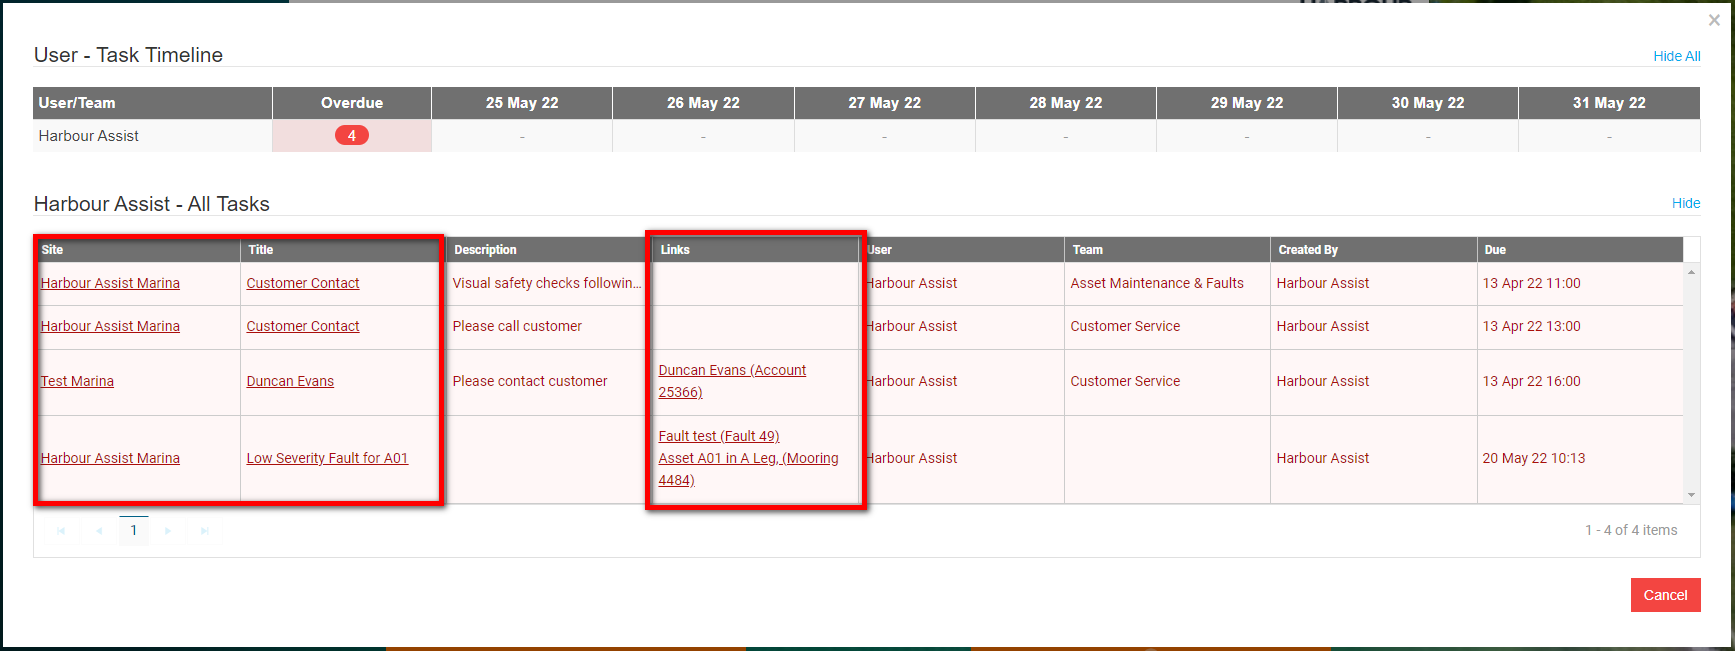 ×
User - Task Timeline Hide All
User/Team Overdue 25 May 22 26 May 22 27 May 22 28 May 22 29 May 22 30 May 22 31 May 22
Harbour Assist 4 - - - - - - -
Harbour Assist - All Tasks Hide
Site Title Description Links User Team Created By Due
Harbour Assist Marina Customer Contact Visual safety checks followin... Harbour Assist Asset Maintenance & Faults Harbour Assist 13 Apr 22 11:00
Harbour Assist Marina Customer Contact Please call customer Harbour Assist Customer Service Harbour Assist 13 Apr 22 13:00
Test Marina Duncan Evans Please contact customer Duncan Evans (Account
25366) Harbour Assist Customer Service Harbour Assist 13 Apr 22 16:00
Harbour Assist Marina Low Severity Fault for A01 Fault test (Fault 49)
Asset A01 in A Leg, (Mooring
4484) Harbour Assist Harbour Assist 20 May 22 10:13
1 1 - 4 of 4 items
Cancel